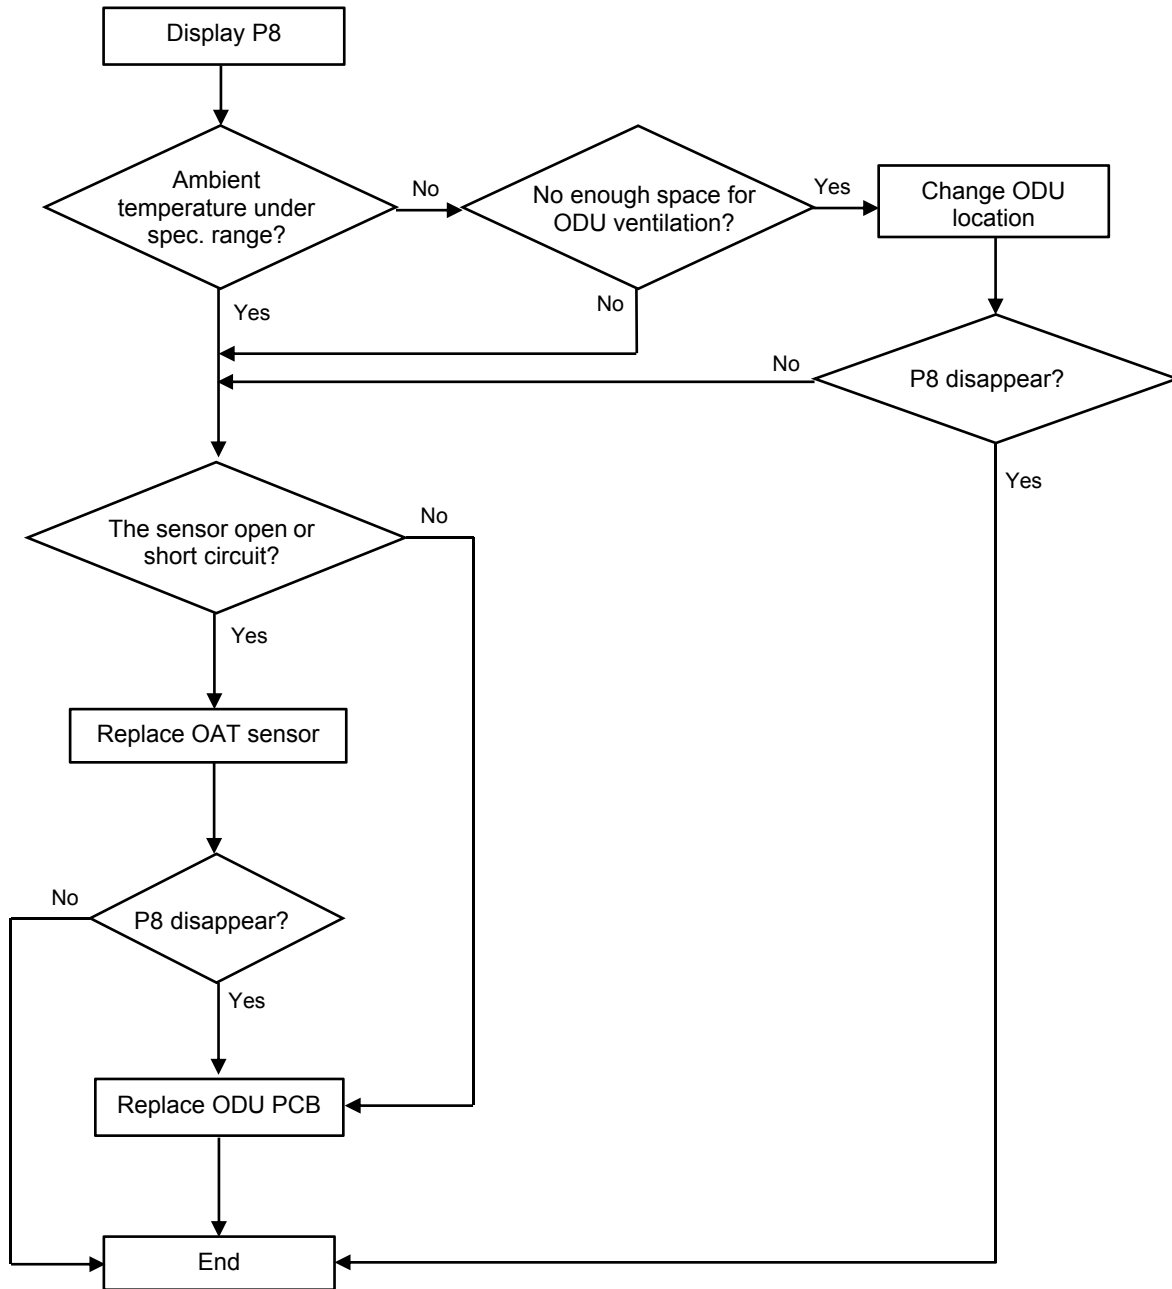 Display P8
Ambient
temperature under
spec. range?
No
No enough space for
ODU ventilation?
Yes
Change ODU
location
Yes
No
No
P8 disappear?
Yes
The sensor open or
short circuit?
No
Yes
Replace OAT sensor
No
P8 disappear?
Yes
Replace ODU PCB
End